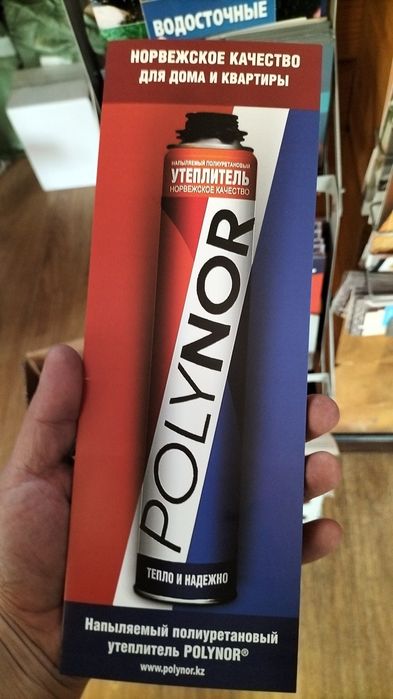 ВОДОСТОЧНЫЕ
НОРВЕЖСКОЕ КАЧЕСТВО
ДЛЯ ДОМА И КВАРТИРЫ
НАПЫЛЯЕМЫЙ ПОЛИУРЕТАНОВЫЙ
УТЕПЛИТЕЛЬ
НОРВЕЖСКОЕ КАЧЕСТВО
POLYNOR
ТЕПЛО И НАДЕЖНО
Напыляемый полиуретановый
утеплитель POLYNOR®
www.polynor.kz